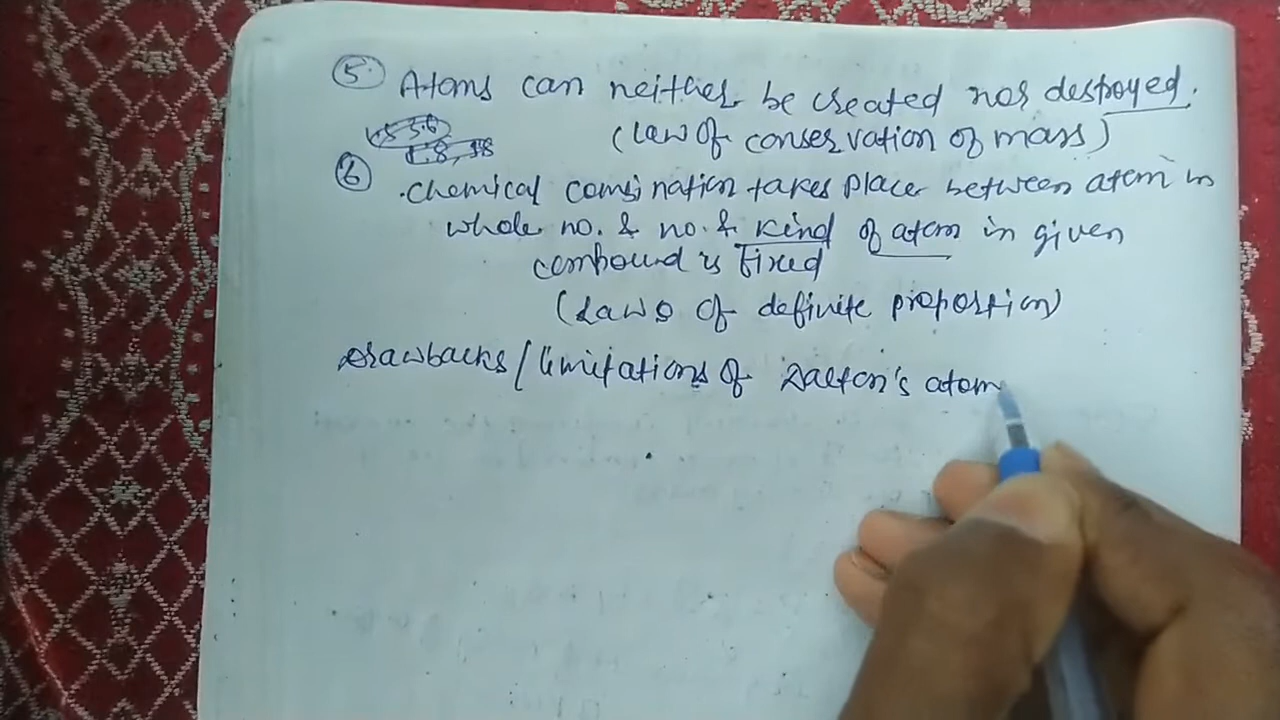 5. Atoms can neither be created nor destroyed.
(Law of conservation of mass)
6 .chemical combination takes place between atom in
whole no. & no. & kind of atom in given
compound is fixed
(Laws of definite proportion)
Drawbacks/limitations of Dalton's atom